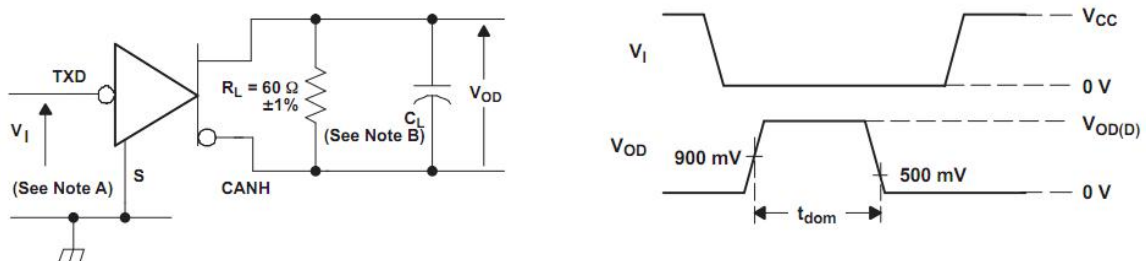 TXD
R_L = 60 Ω
±1%
C_L
(See Note B)
V_OD
V_I
(See Note A)
S
CANH
V_I
V_CC
0 V
V_OD
900 mV
V_OD(D)
500 mV
t_dom
0 V